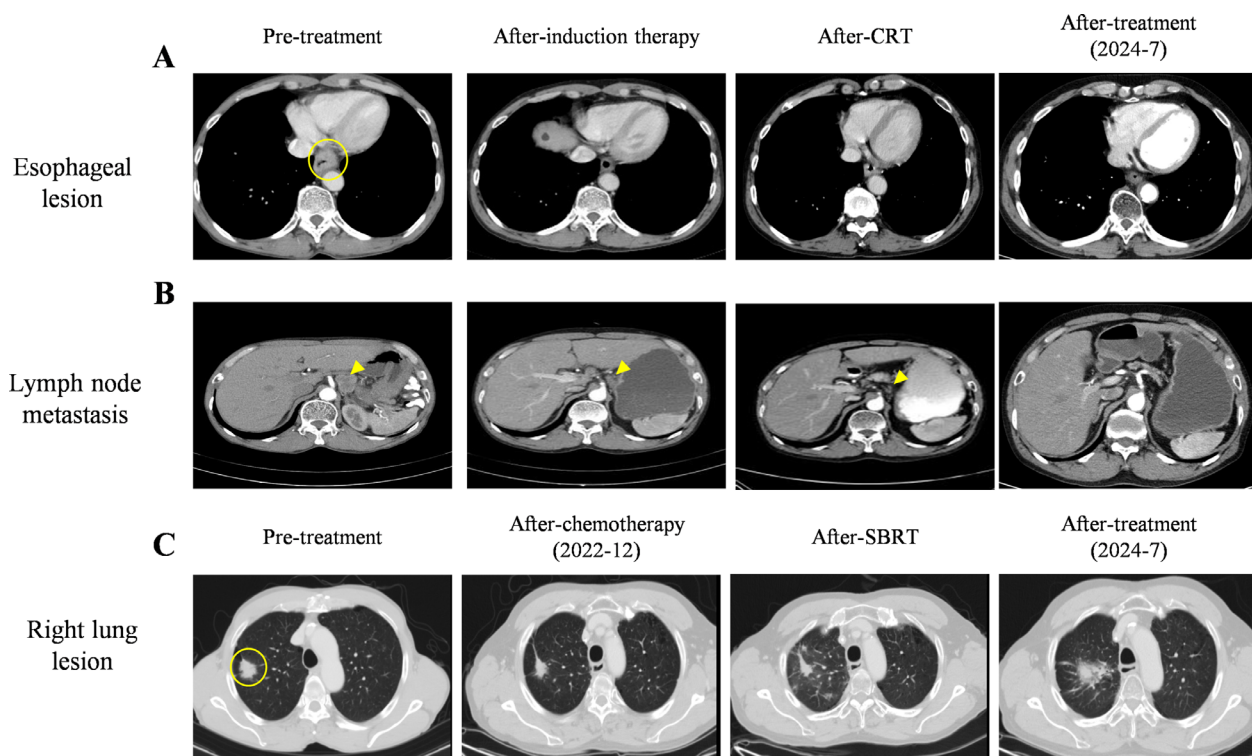 A
Pre-treatment
After-induction therapy
After-CRT
After-treatment
(2024-7)
Esophageal
lesion
B
Lymph node
metastasis
C
Pre-treatment
After-chemotherapy
(2022-12)
After-SBRT
After-treatment
(2024-7)
Right lung
lesion